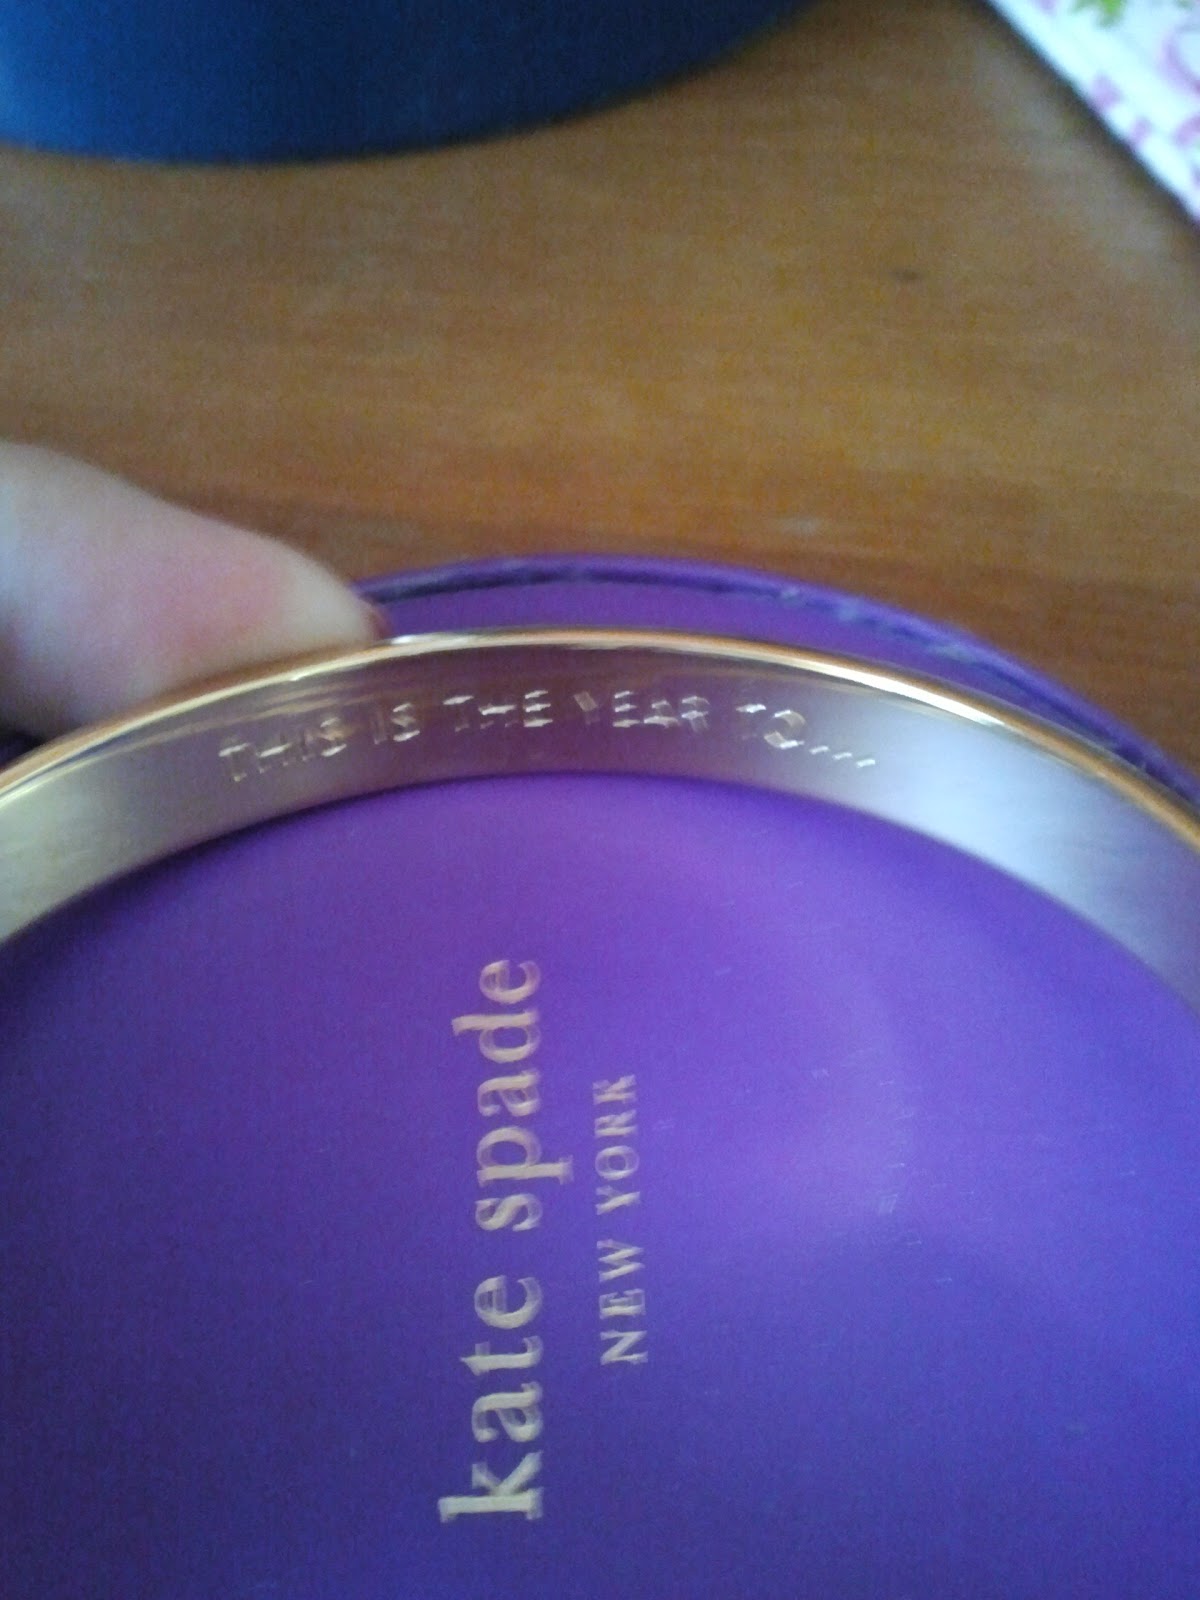 THIS IS THE YEAR TO....
kate spade
NEW YORK